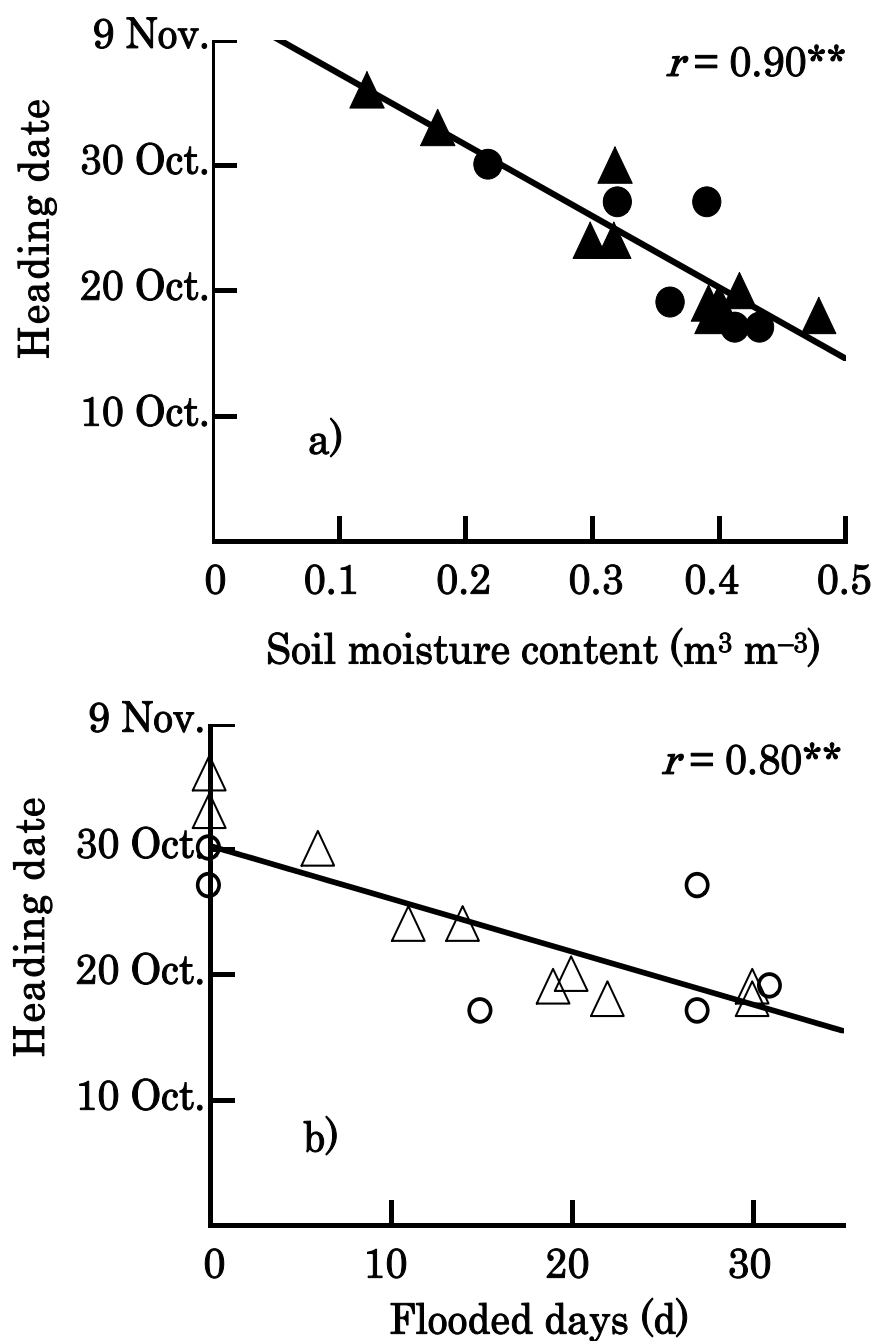 9 Nov.
r = 0.90**
30 Oct.
20 Oct.
10 Oct.
Heading date
a)
0 0.1 0.2 0.3 0.4 0.5
Soil moisture content (m³ m⁻³)
9 Nov.
r = 0.80**
30 Oct.
20 Oct.
10 Oct.
Heading date
b)
0 10 20 30
Flooded days (d)